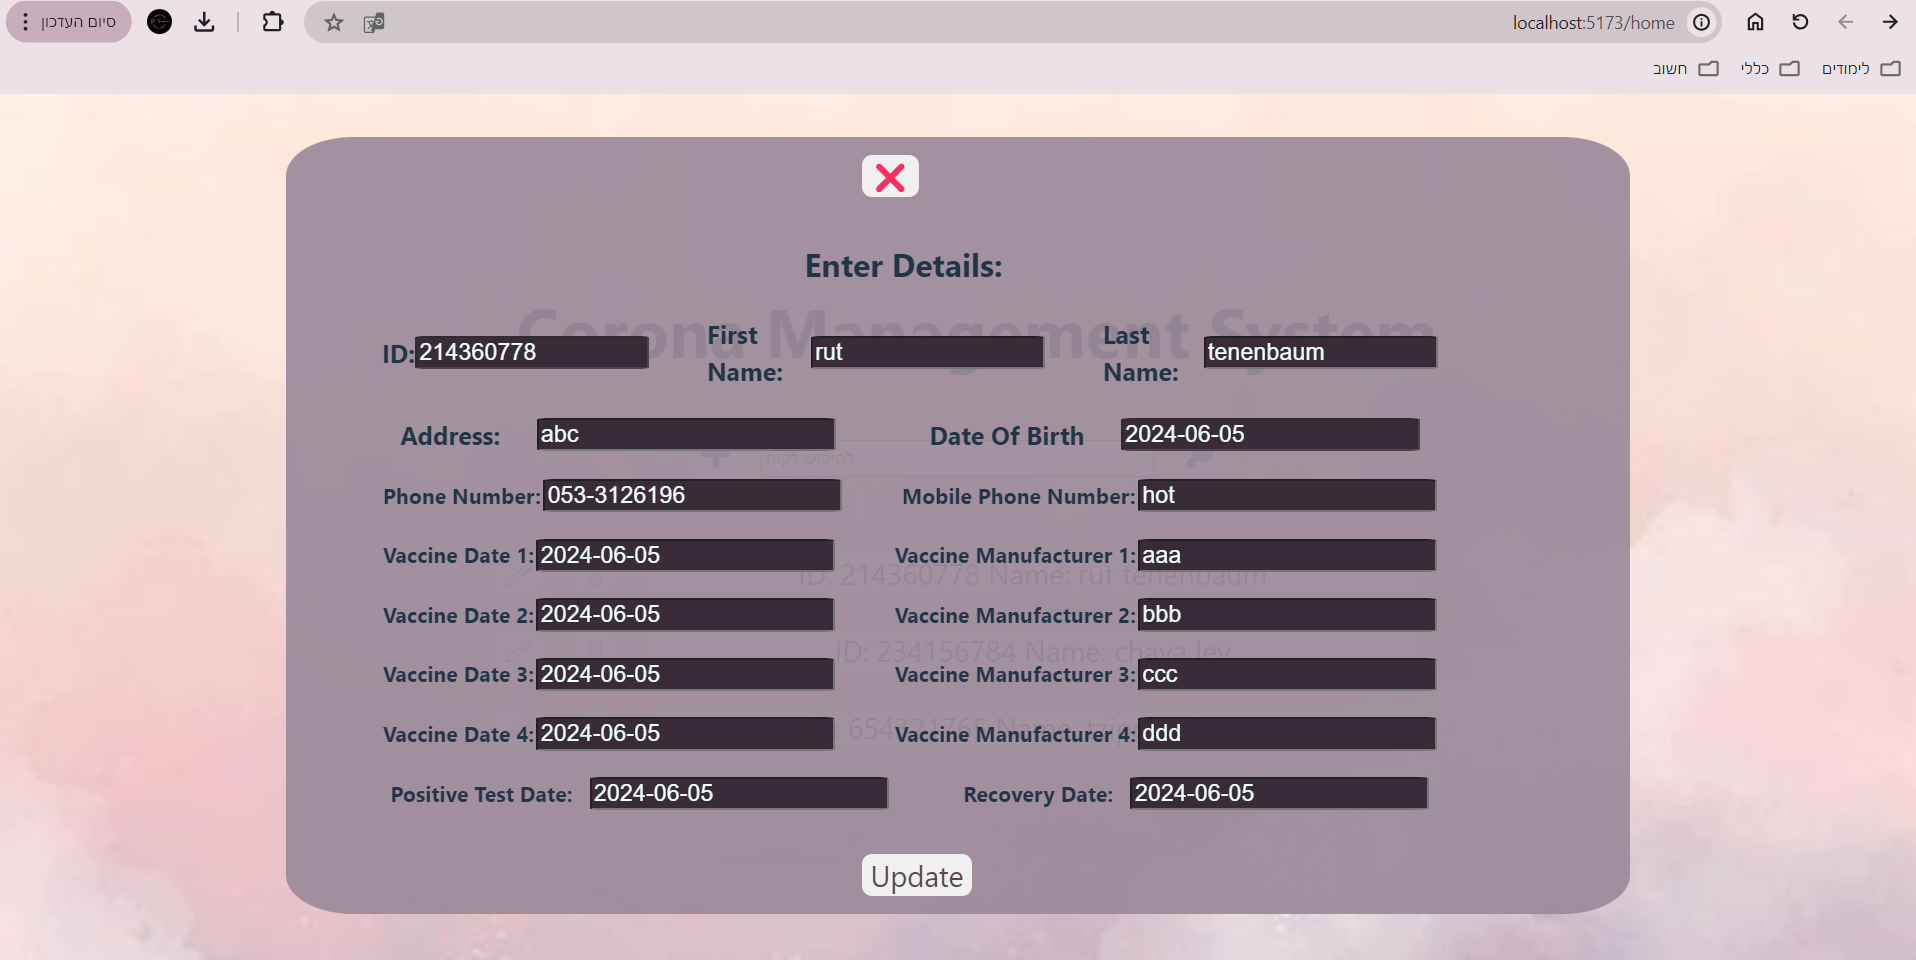 סיום העדכון
localhost:5173/home
לימודים
כללי
חשוב
Enter Details:
Corona Management System
ID: 214360778 First Name: rut Last Name: tenenbaum
Address: abc Date Of Birth 2024-06-05
לחיפוש לקוח
Phone Number: 053-3126196 Mobile Phone Number: hot
Vaccine Date 1: 2024-06-05 Vaccine Manufacturer 1: aaa
ID: 214360778 Name: rut tenenbaum
Vaccine Date 2: 2024-06-05 Vaccine Manufacturer 2: bbb
ID: 234156784 Name: chava lev
Vaccine Date 3: 2024-06-05 Vaccine Manufacturer 3: ccc
Vaccine Date 4: 2024-06-05 Vaccine Manufacturer 4: ddd
: 654321765 Name:
Positive Test Date: 2024-06-05 Recovery Date: 2024-06-05
Update